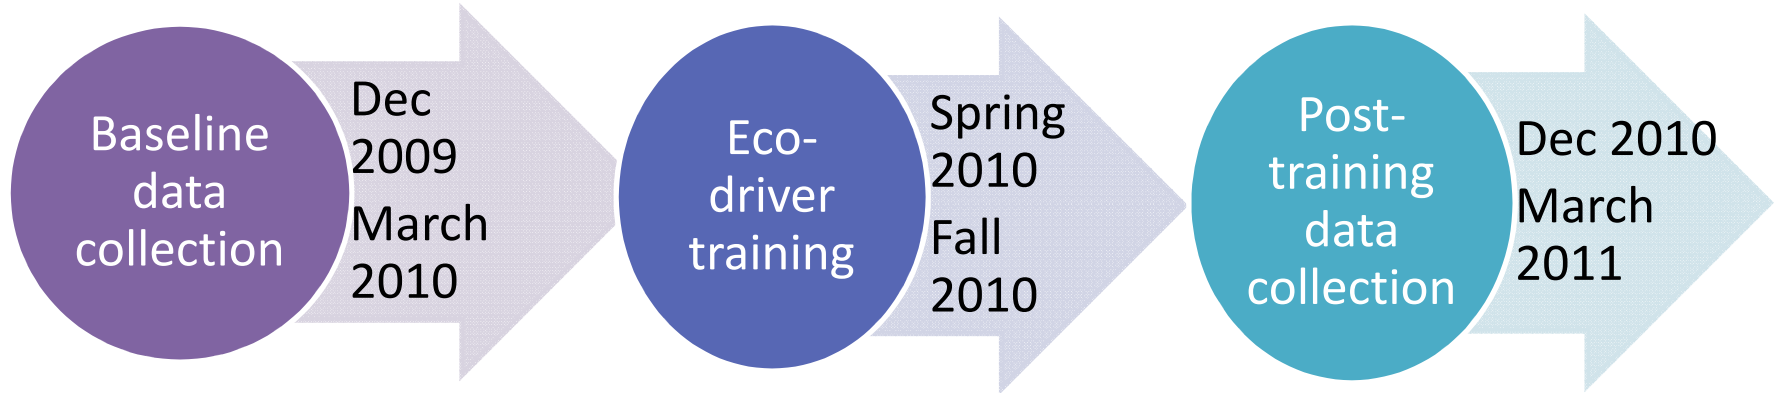 Baseline
data
collection
Dec
2009
March
2010
Eco-
driver
training
Spring
2010
Fall
2010
Post-
training
data
collection
Dec 2010
March
2011